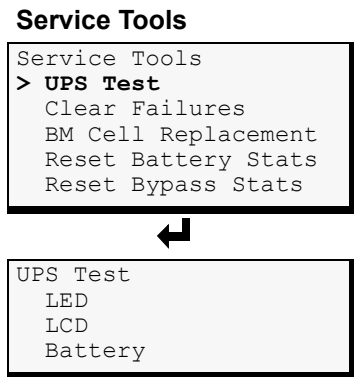 Service Tools
Service Tools
> UPS Test
Clear Failures
BM Cell Replacement
Reset Battery Stats
Reset Bypass Stats
UPS Test
LED
LCD
Battery